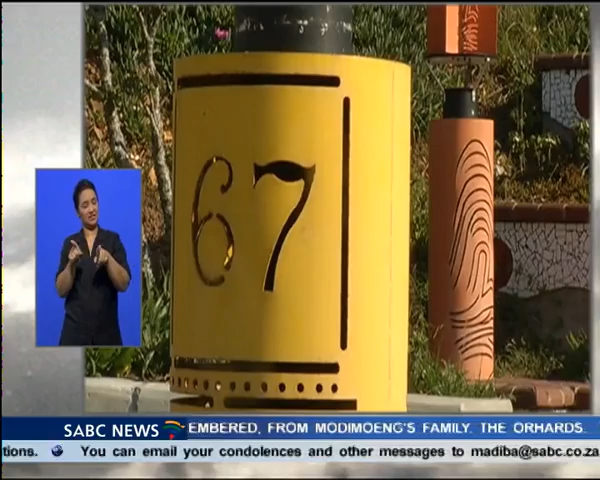 67
SABC NEWS EMBERED, FROM MODIMOENG'S FAMILY. THE ORHARDS.
tions. You can email your condolences and other messages to madiba@sabc.co.za